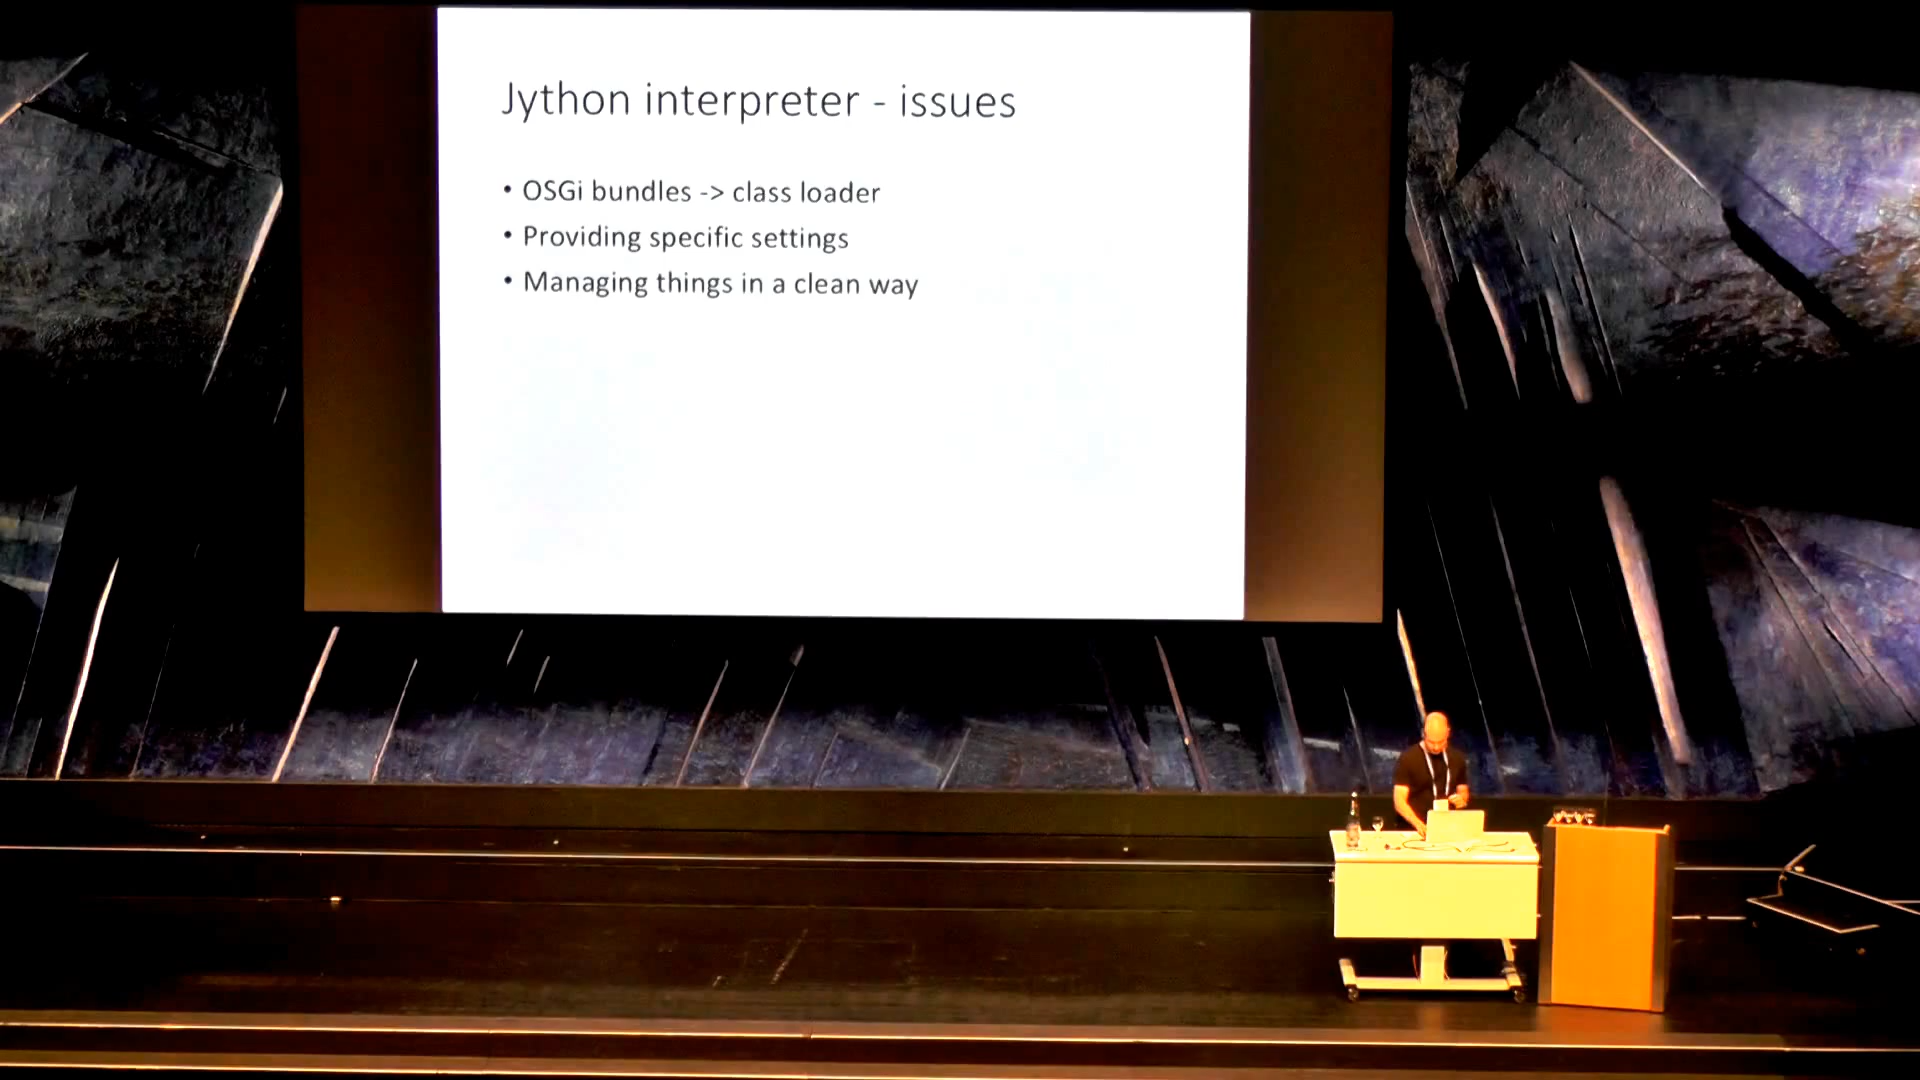 Jython interpreter - issues
• OSGi bundles -> class loader
• Providing specific settings
• Managing things in a clean way